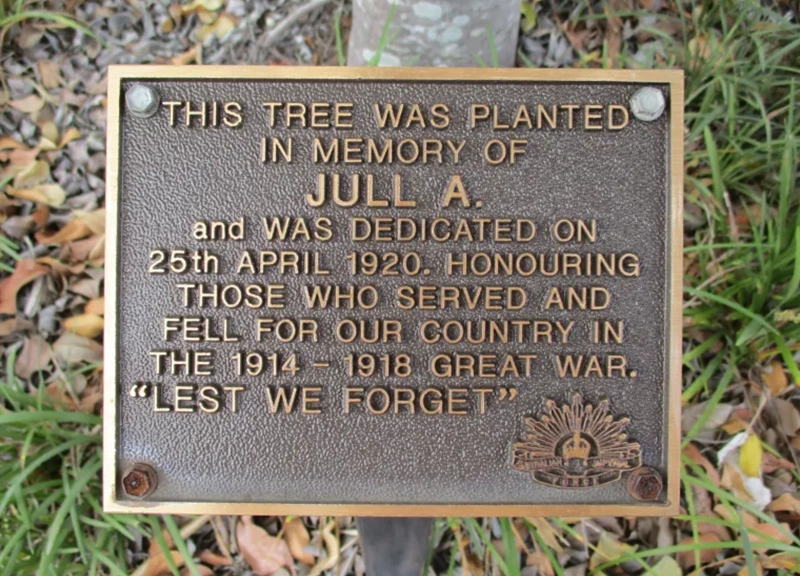 THIS TREE WAS PLANTED
IN MEMORY OF
JULL A.
and WAS DEDICATED ON
25th APRIL 1920. HONOURING
THOSE WHO SERVED AND
FELL FOR OUR COUNTRY IN
THE 1914 – 1918 GREAT WAR.
“LEST WE FORGET”